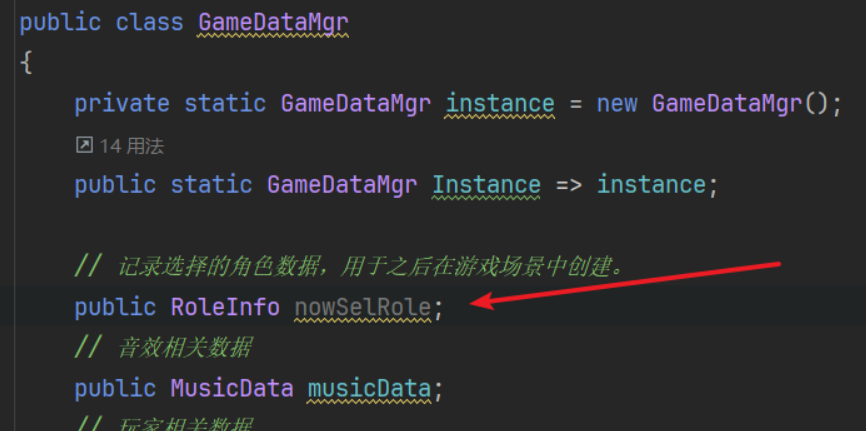 public class GameDataMgr
{
private static GameDataMgr instance = new GameDataMgr();
14 用法
public static GameDataMgr Instance => instance;
// 记录选择的角色数据，用于之后在游戏场景中创建。
public RoleInfo nowSelRole;
// 音效相关数据
public MusicData musicData;
// 玩家相关数据